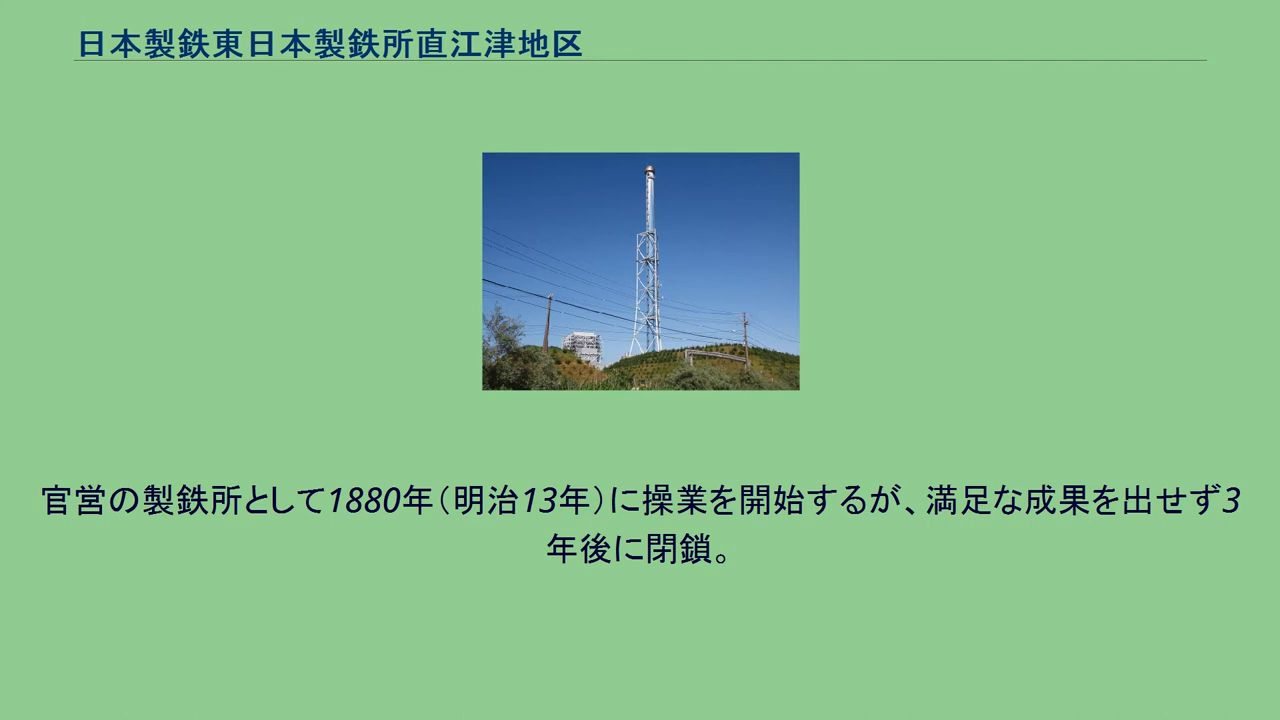 日本製鉄東日本製鉄所直江津地区
官営の製鉄所として1880年（明治13年）に操業を開始するが、満足な成果を出せず3
年後に閉鎖。